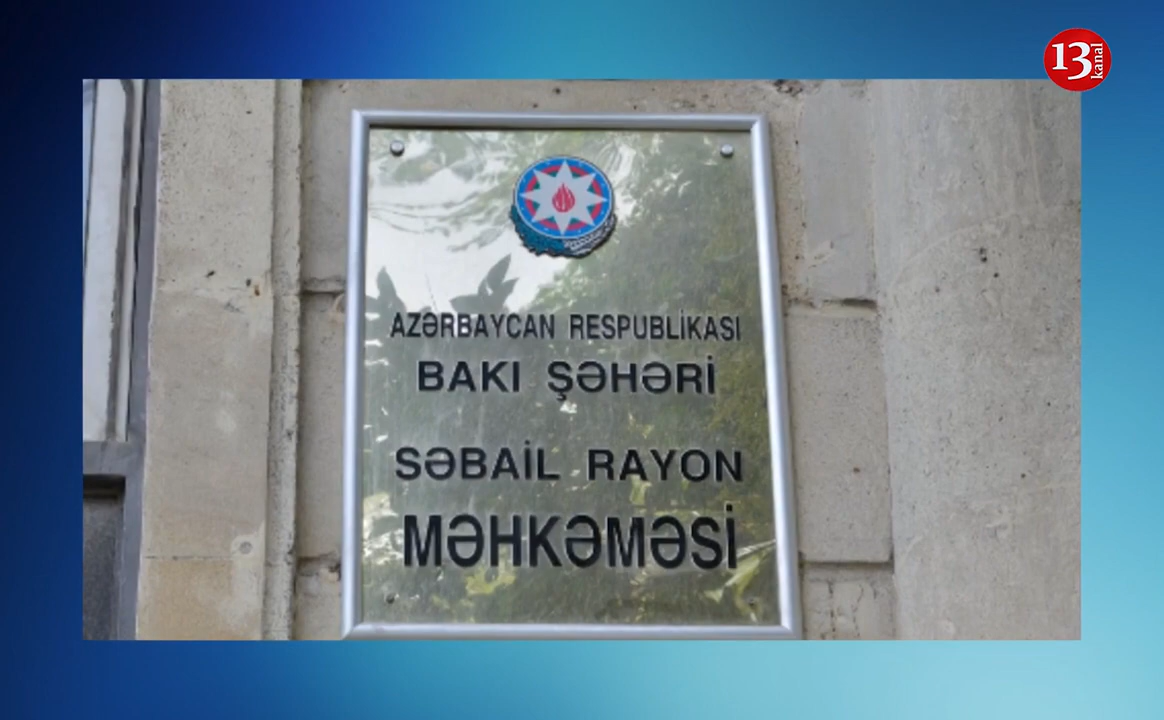 13 kanal
AZƏRBAYCAN RESPUBLİKASI
BAKI ŞƏHƏRİ
SƏBAİL RAYON
MƏHKƏMƏSİ